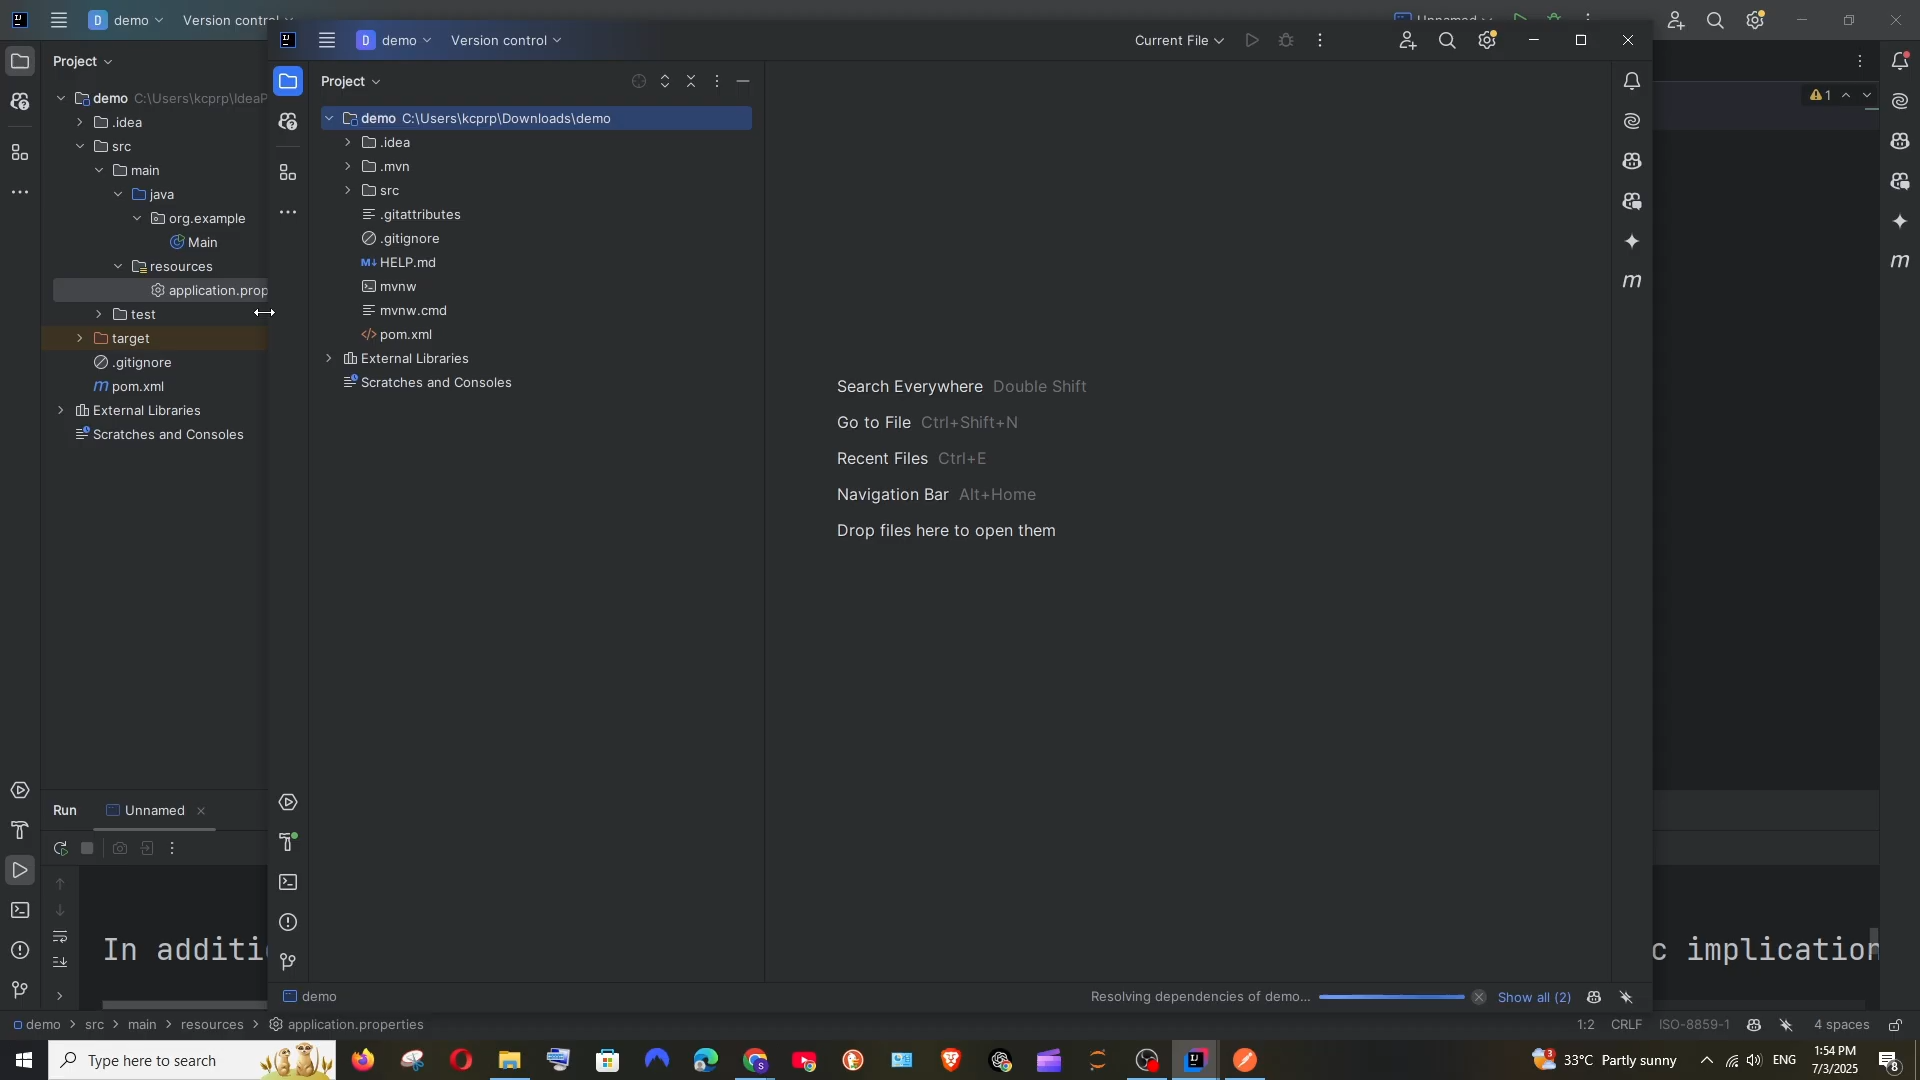 D demo Version control
Unnamed
Project
demo C:\Users\kcprp\IdeaP
.idea
src
main
java
org.example
Main
resources
application.prop
test
target
.gitignore
m pom.xml
External Libraries
Scratches and Consoles
D demo Version control
Current File
Project
demo C:\Users\kcprp\Downloads\demo
.idea
.mvn
src
.gitattributes
.gitignore
M↓ HELP.md
mvnw
mvnw.cmd
</> pom.xml
External Libraries
Scratches and Consoles
Search Everywhere Double Shift
Go to File Ctrl+Shift+N
Recent Files Ctrl+E
Navigation Bar Alt+Home
Drop files here to open them
m
1
m
Run Unnamed
In additi
c implication
demo
Resolving dependencies of demo... Show all (2)
demo > src > main > resources > application.properties
1:2 CRLF ISO-8859-1 4 spaces
Type here to search
33°C Partly sunny
ENG
1:54 PM
7/3/2025
8